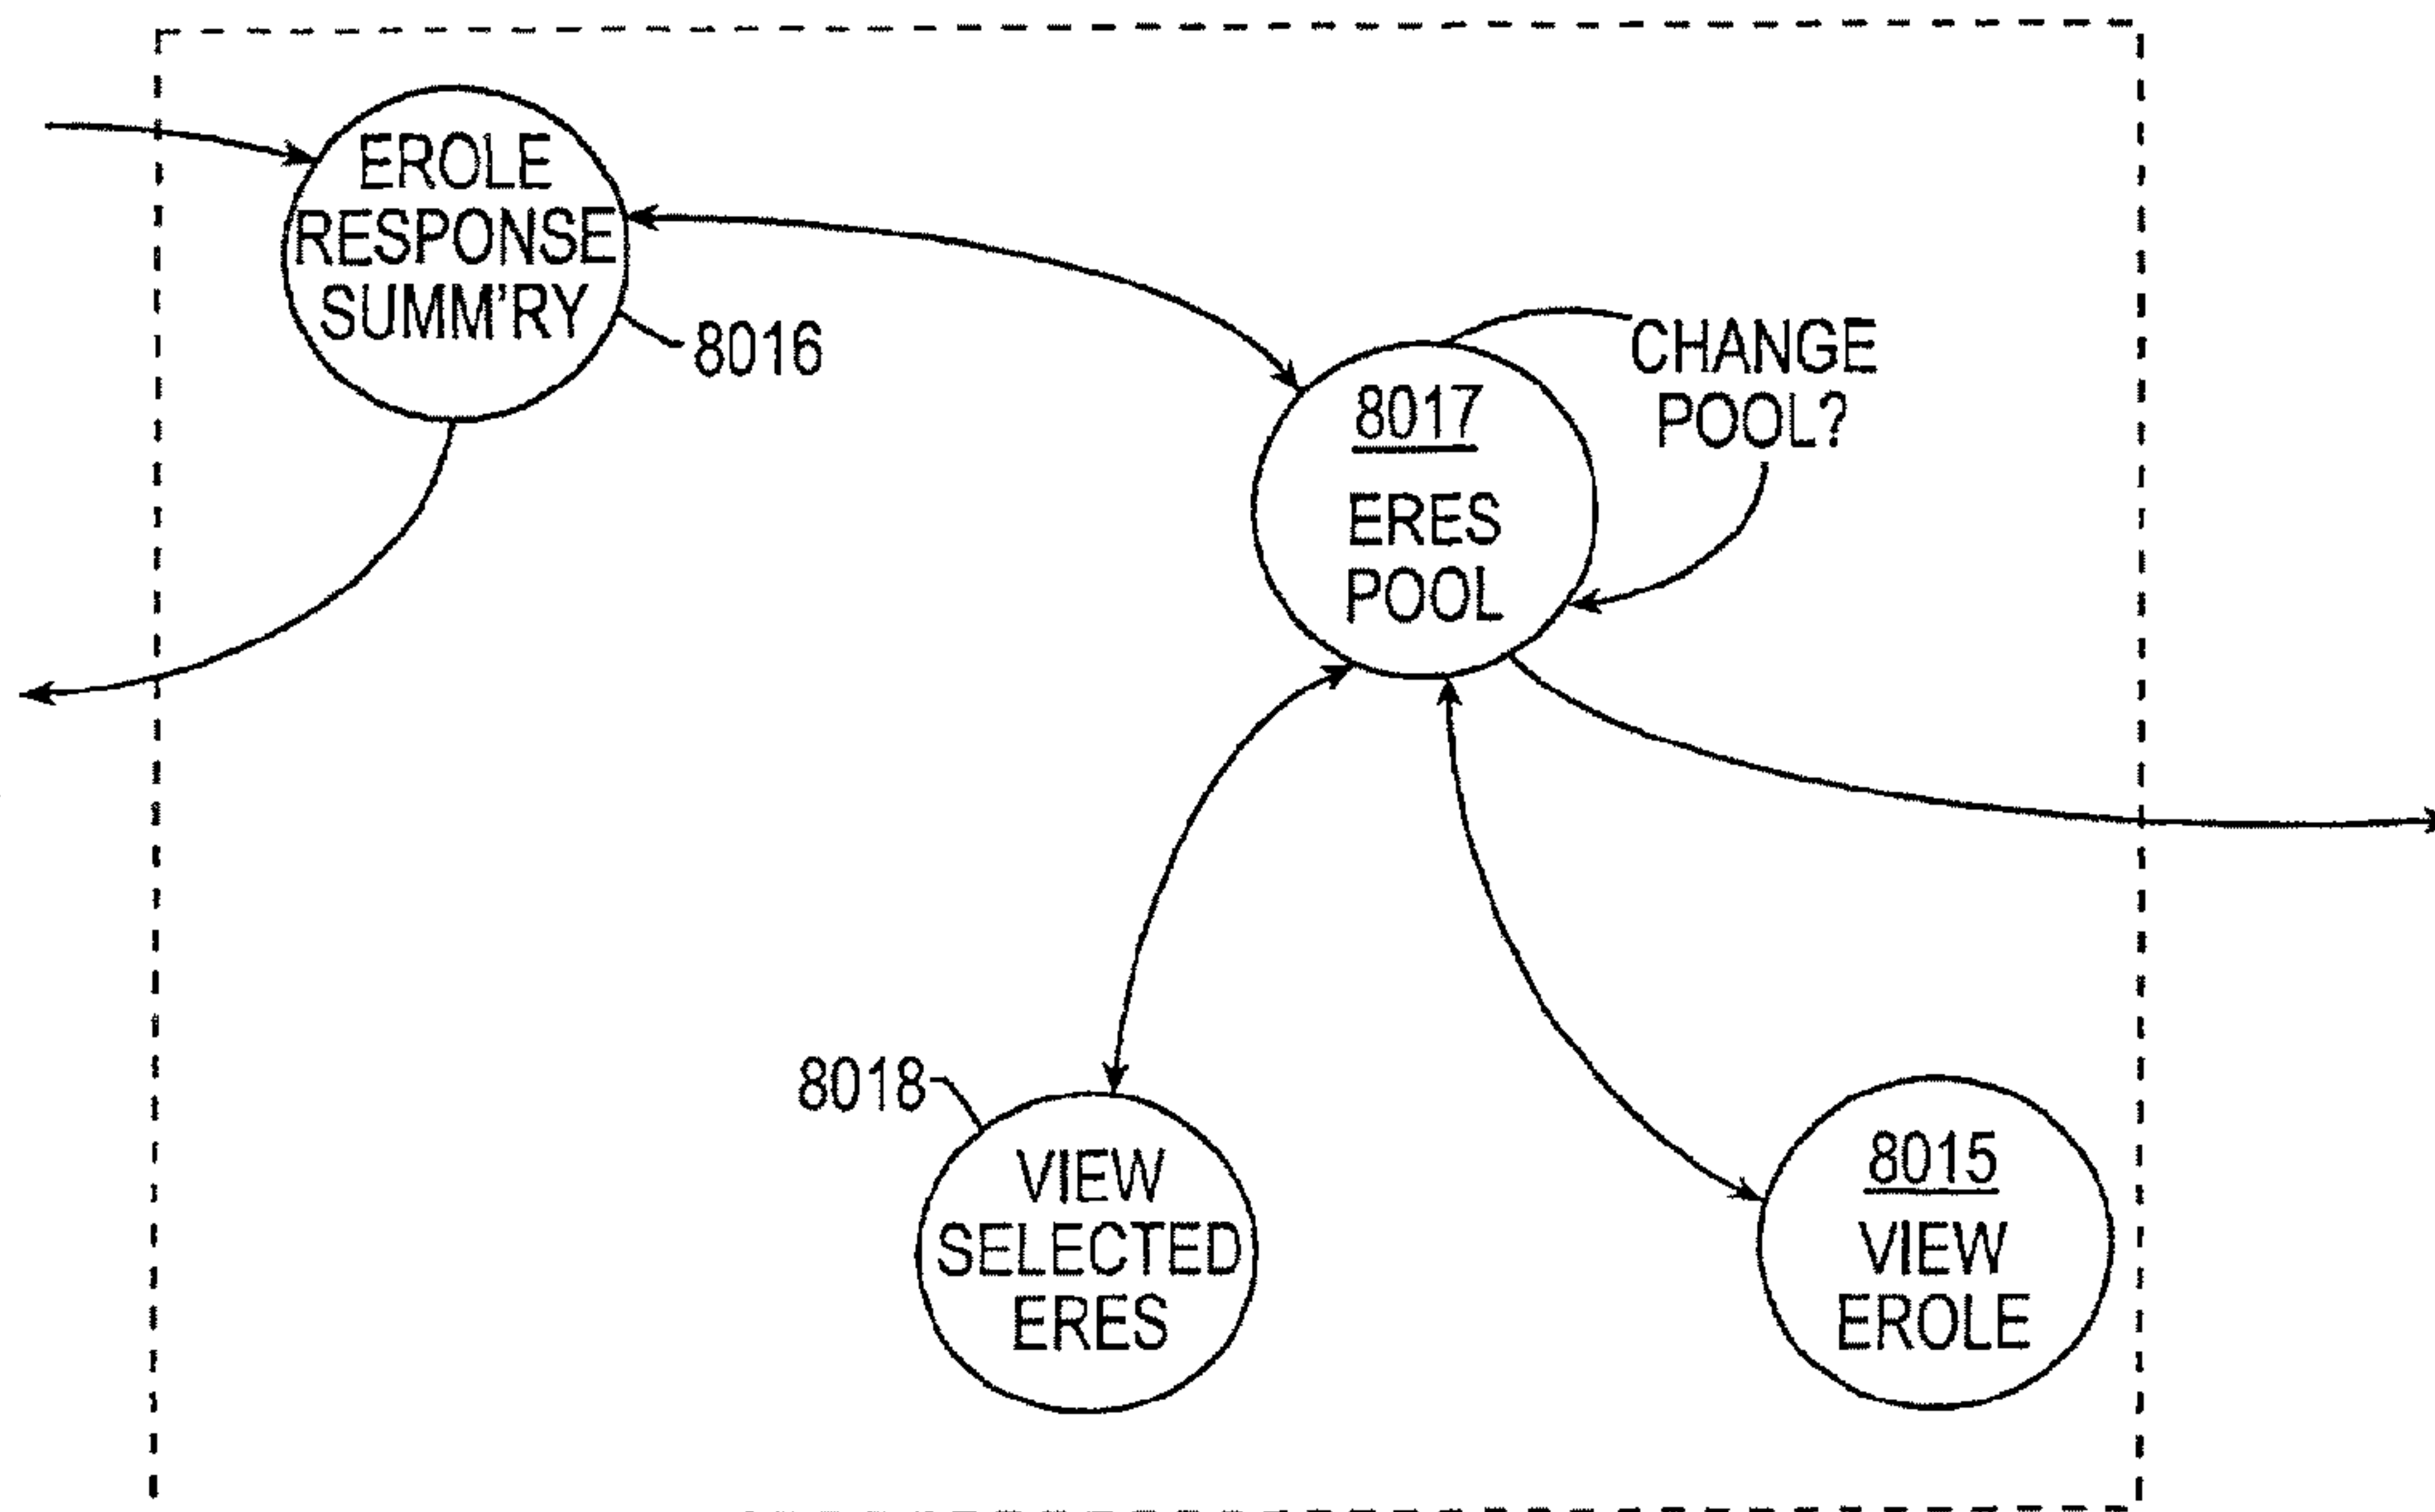 EROLE
RESPONSE
SUMM'RY
8016
CHANGE
POOL?
8017
ERES
POOL
8018
VIEW
SELECTED
ERES
8015
VIEW
EROLE